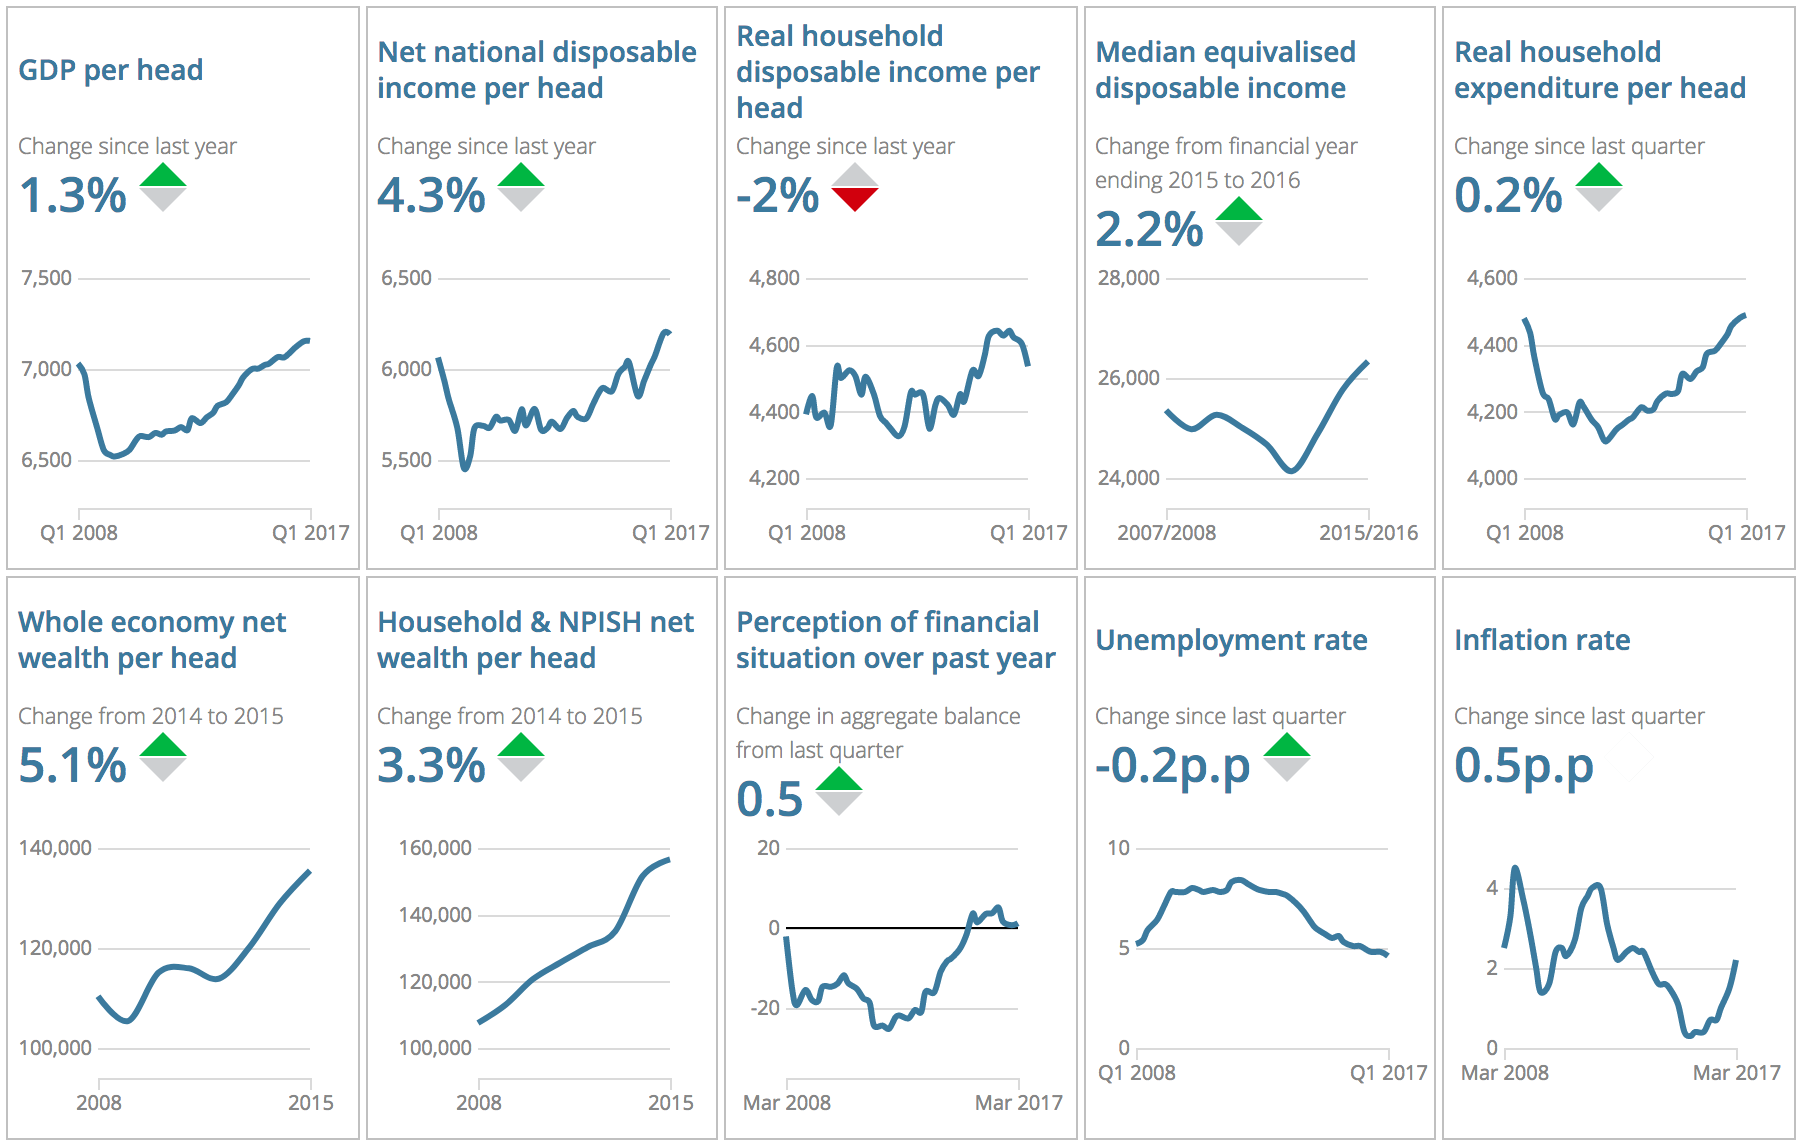 GDP per head
Change since last year
1.3%
7,500
7,000
6,500
Q1 2008
Q1 2017
Net national disposable
income per head
Change since last year
4.3%
6,500
6,000
5,500
Q1 2008
Q1 2017
Real household
disposable income per
head
Change since last year
-2%
4,800
4,600
4,400
4,200
Q1 2008
Q1 2017
Median equivalised
disposable income
Change from financial year
ending 2015 to 2016
2.2%
28,000
26,000
24,000
2007/2008
2015/2016
Real household
expenditure per head
Change since last quarter
0.2%
4,600
4,400
4,200
4,000
Q1 2008
Q1 2017
Whole economy net
wealth per head
Change from 2014 to 2015
5.1%
140,000
120,000
100,000
2008
2015
Household & NPISH net
wealth per head
Change from 2014 to 2015
3.3%
160,000
140,000
120,000
100,000
2008
2015
Perception of financial
situation over past year
Change in aggregate balance
from last quarter
0.5
20
0
-20
Mar 2008
Mar 2017
Unemployment rate
Change since last quarter
-0.2p.p
10
5
0
Q1 2008
Q1 2017
Inflation rate
Change since last quarter
0.5p.p
4
2
0
Mar 2008
Mar 2017